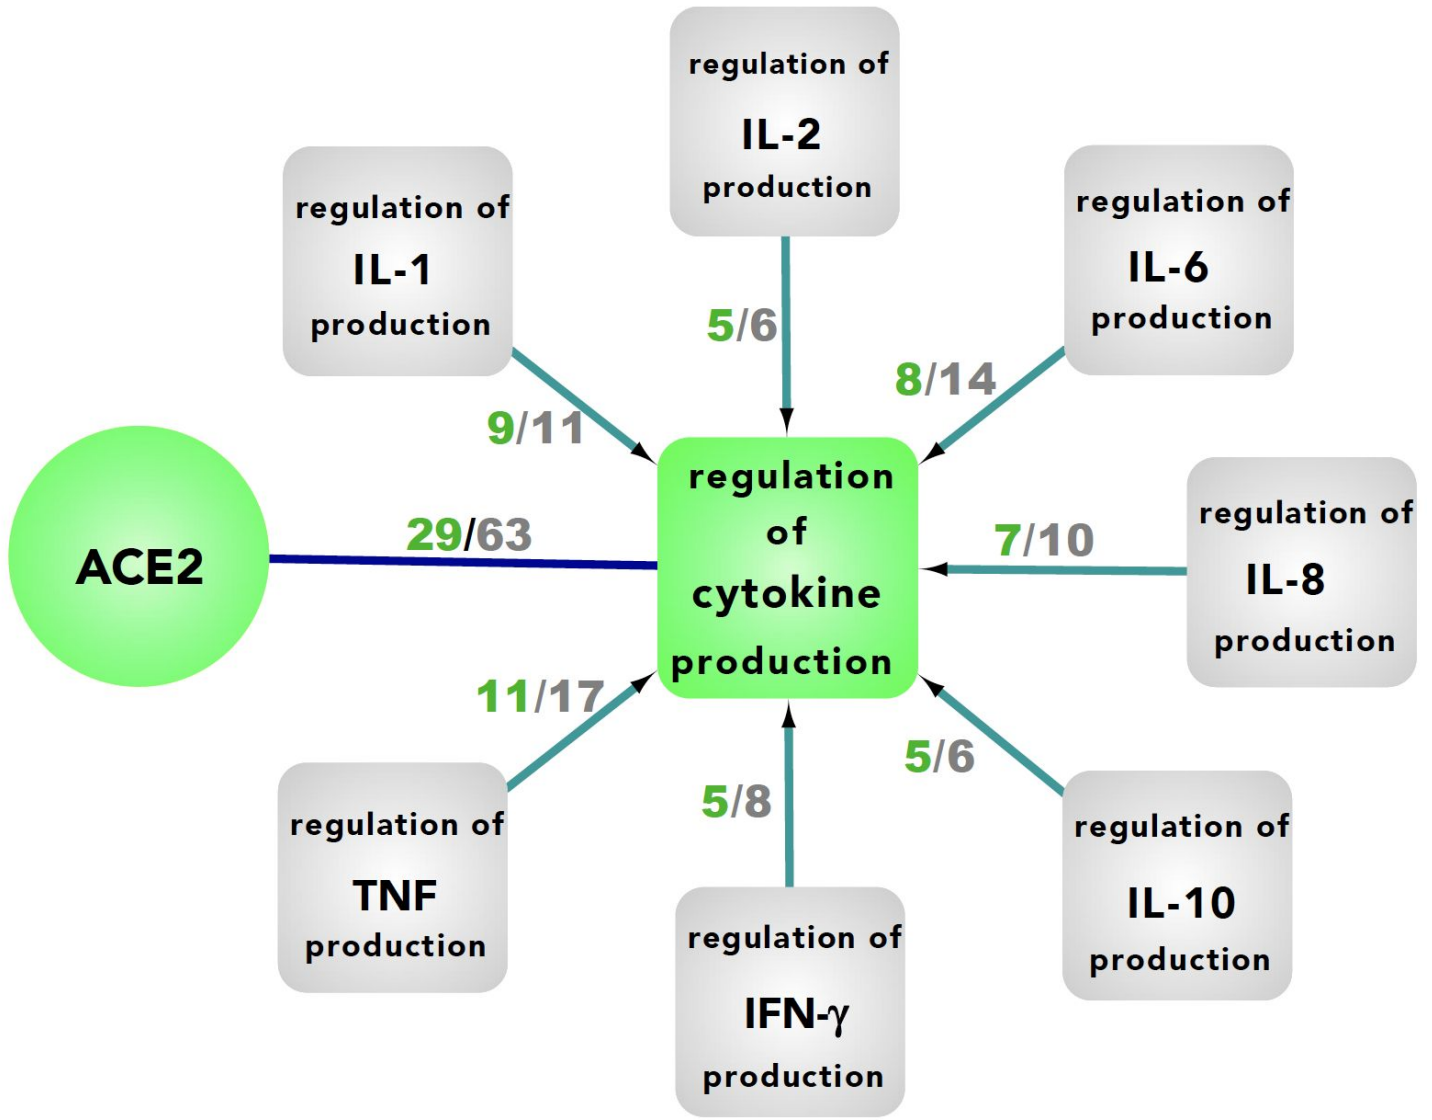 regulation of
IL-2
production
regulation of
IL-1
production
regulation of
IL-6
production
5/6
8/14
9/11
ACE2
29/63
regulation
of
cytokine
production
7/10
regulation of
IL-8
production
11/17
5/8
5/6
regulation of
TNF
production
regulation of
IFN-γ
production
regulation of
IL-10
production